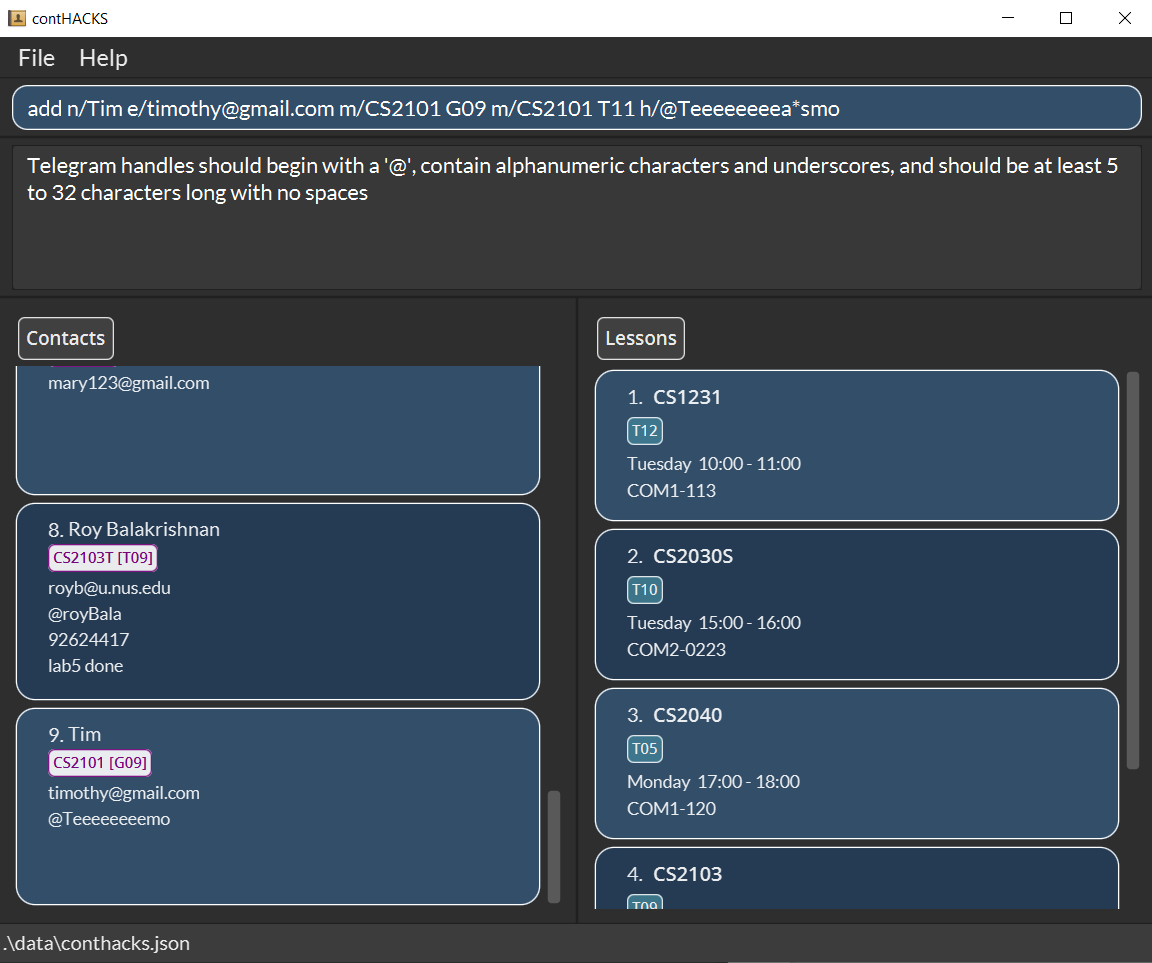 contHACKS
File Help
add n/Tim e/timothy@gmail.com m/CS2101 G09 m/CS2101 T11 h/@Teeeeeeeea*smo
Telegram handles should begin with a '@', contain alphanumeric characters and underscores, and should be at least 5
to 32 characters long with no spaces
Contacts
mary123@gmail.com
8. Roy Balakrishnan
CS2103T [T09]
royb@u.nus.edu
@royBala
92624417
lab5 done
9. Tim
CS2101 [G09]
timothy@gmail.com
@Teeeeeeeemo
Lessons
1. CS1231
T12
Tuesday 10:00 - 11:00
COM1-113
2. CS2030S
T10
Tuesday 15:00 - 16:00
COM2-0223
3. CS2040
T05
Monday 17:00 - 18:00
COM1-120
4. CS2103
T09
.\data\conthacks.json